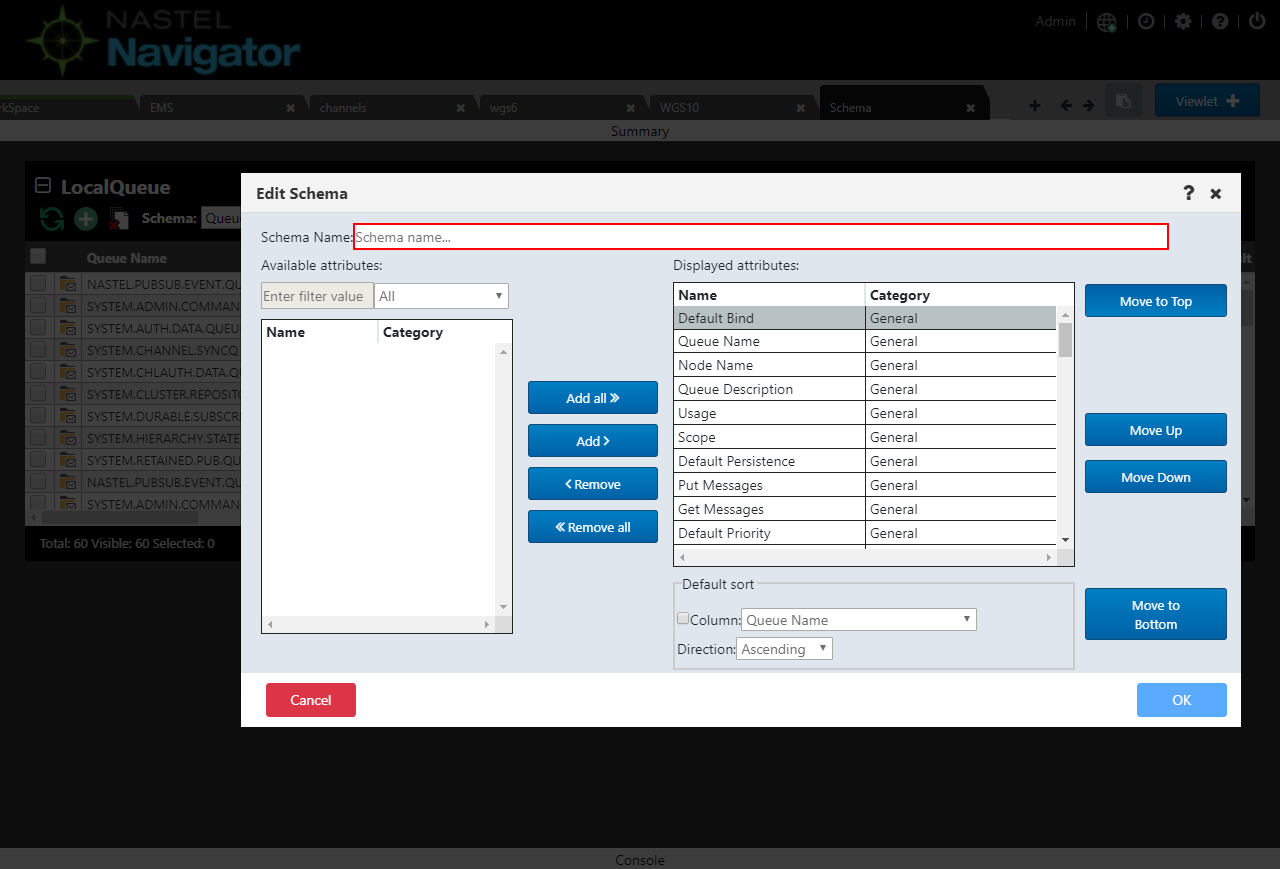 NASTEL
Navigator
Admin
rkSpace
EMS
channels
wgs6
WGS10
Schema
Viewlet
Summary
LocalQueue
Schema: Queu
Queue Name
NASTEL.PUBSUB.EVENT.QU
SYSTEM.ADMIN.COMMAN
SYSTEM.AUTH.DATA.QUEU
SYSTEM.CHANNEL.SYNCQ
SYSTEM.CHLAUTH.DATA.Q
SYSTEM.CLUSTER.REPOSITO
SYSTEM.DURABLE.SUBSCRI
SYSTEM.HIERARCHY.STATE
SYSTEM.RETAINED.PUB.QU
NASTEL.PUBSUB.EVENT.QU
SYSTEM.ADMIN.COMMAN
Total: 60 Visible: 60 Selected: 0
Edit Schema ?
Schema Name: Schema name...
Available attributes:
Enter filter value All
Name Category
Add all
Add
Remove
Remove all
Displayed attributes:
Name Category
Default Bind General
Queue Name General
Node Name General
Queue Description General
Usage General
Scope General
Default Persistence General
Put Messages General
Get Messages General
Default Priority General
Default sort
Column: Queue Name
Direction: Ascending
Move to Top
Move Up
Move Down
Move to
Bottom
Cancel
OK
Console